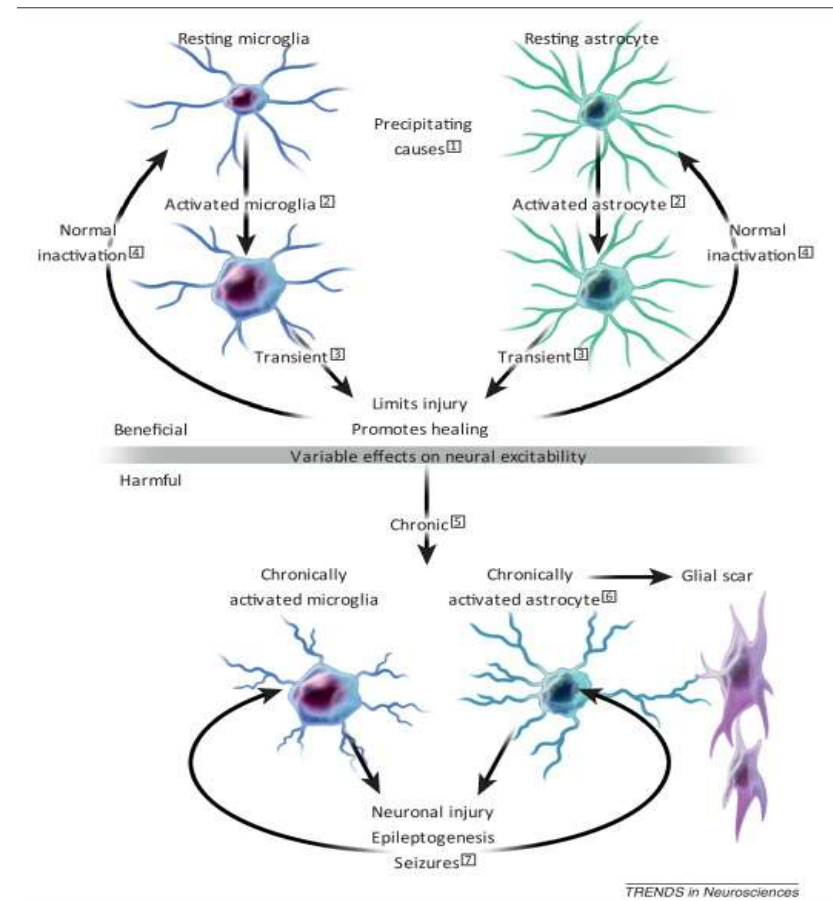 Resting microglia
Resting astrocyte
Precipitating
causes 1
Activated microglia 2
Activated astrocyte 2
Normal
inactivation 4
Normal
inactivation 4
Transient 3
Transient 3
Limits injury
Promotes healing
Beneficial
Variable effects on neural excitability
Harmful
Chronic 5
Chronically
activated microglia
Chronically
activated astrocyte 6
Glial scar
Neuronal injury
Epileptogenesis
Seizures 7
TRENDS in Neurosciences